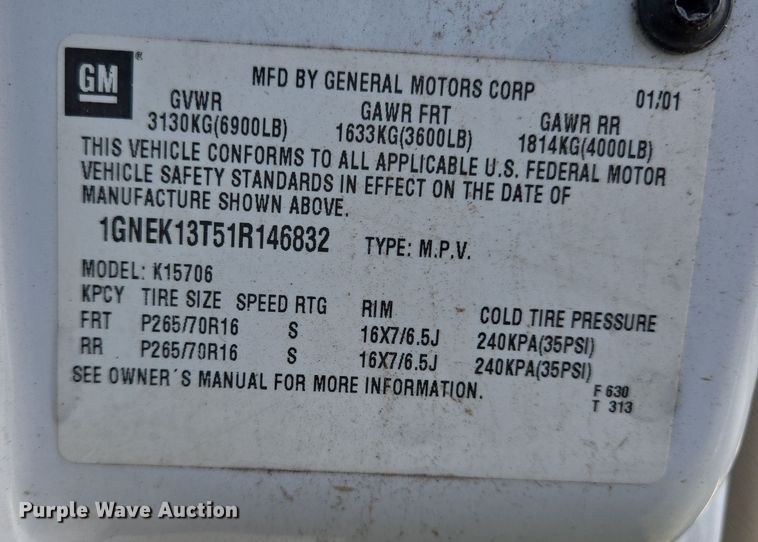 GM ®
MFD BY GENERAL MOTORS CORP 01/01
GVWR GAWR FRT GAWR RR
3130KG(6900LB) 1633KG(3600LB) 1814KG(4000LB)
THIS VEHICLE CONFORMS TO ALL APPLICABLE U.S. FEDERAL MOTOR
VEHICLE SAFETY STANDARDS IN EFFECT ON THE DATE OF
MANUFACTURE SHOWN ABOVE.
1GNEK13T51R146832 TYPE: M.P.V.
MODEL: K15706
KPCY TIRE SIZE SPEED RTG RIM COLD TIRE PRESSURE
FRT P265/70R16 S 16X7/6.5J 240KPA(35PSI)
RR P265/70R16 S 16X7/6.5J 240KPA(35PSI)
SEE OWNER´S MANUAL FOR MORE INFORMATION.
F 630
T 313
Purple Wave Auction